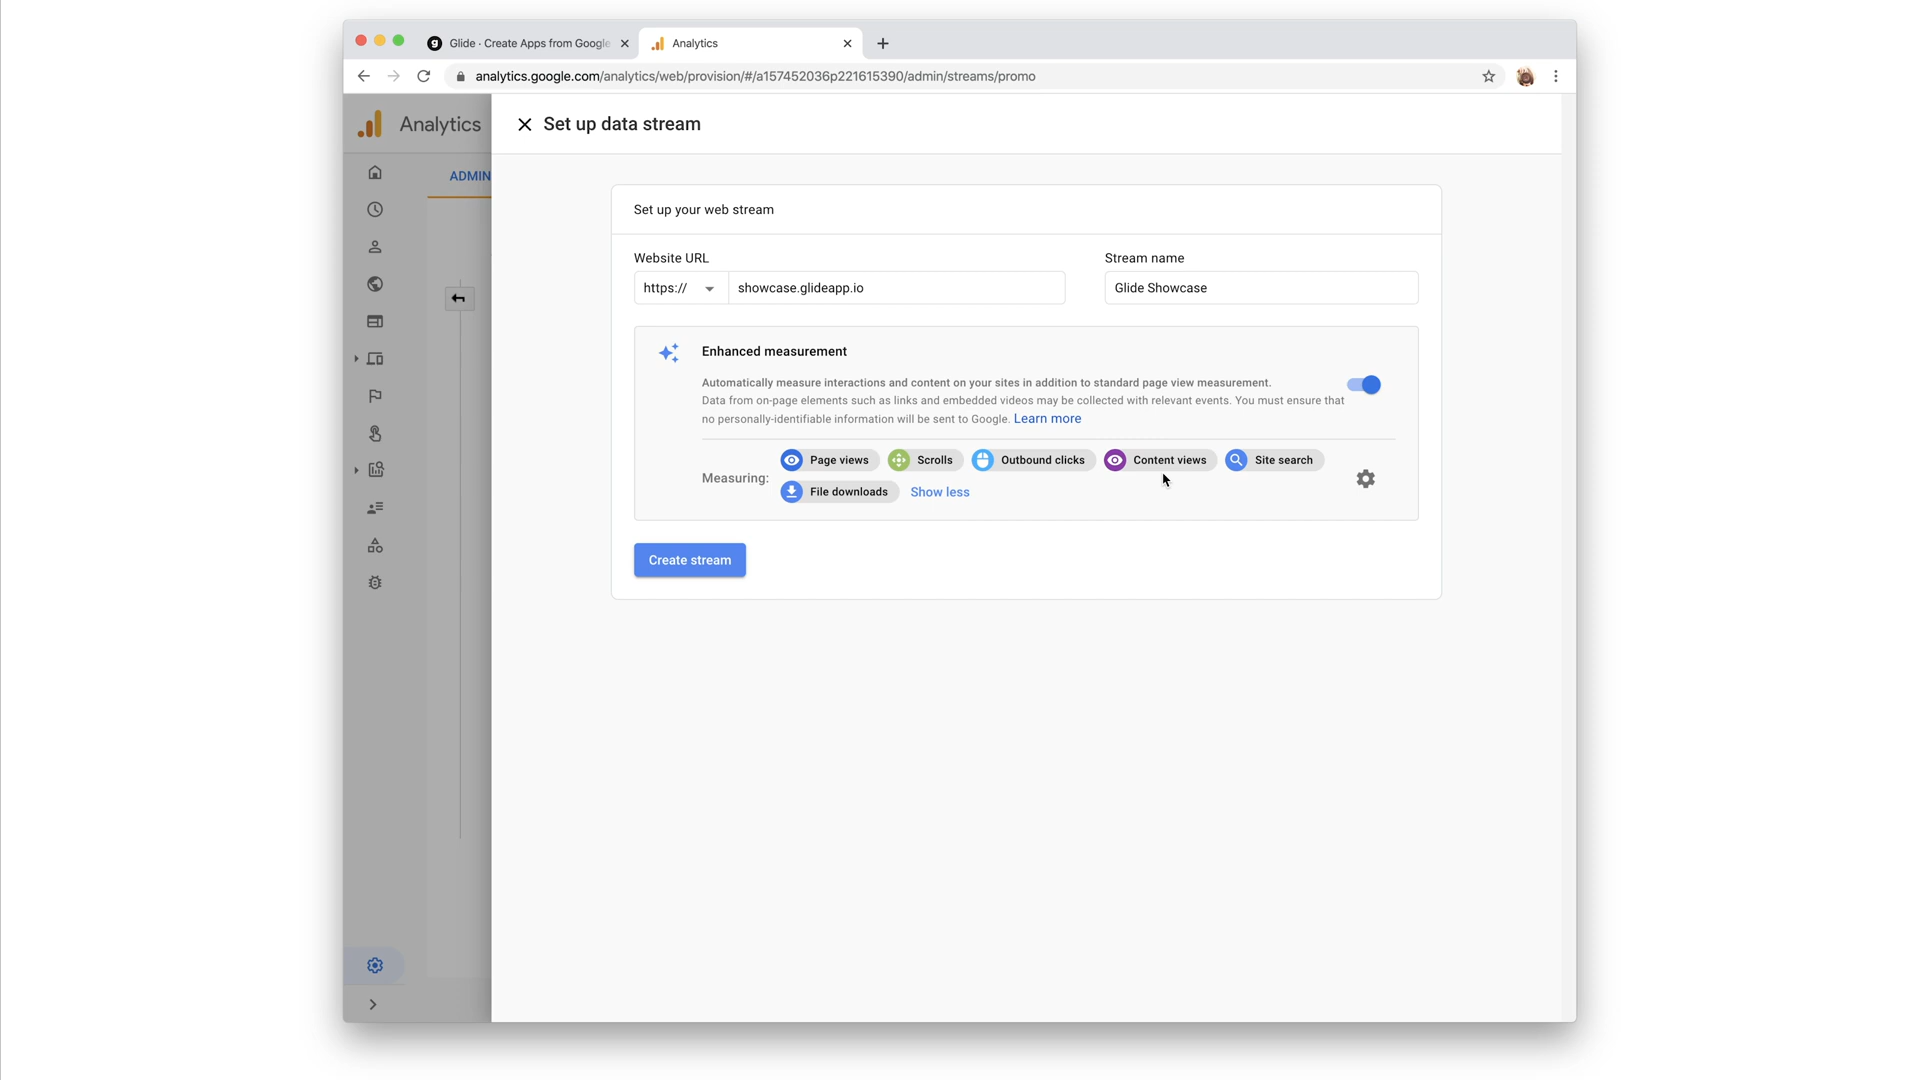 Glide · Create Apps from Google
Analytics
analytics.google.com/analytics/web/provision/#/a157452036p221615390/admin/streams/promo
Analytics
Set up data stream
ADMIN
Set up your web stream
Website URL
Stream name
https://
showcase.glideapp.io
Glide Showcase
Enhanced measurement
Automatically measure interactions and content on your sites in addition to standard page view measurement.
Data from on-page elements such as links and embedded videos may be collected with relevant events. You must ensure that
no personally-identifiable information will be sent to Google. Learn more
Measuring:
Page views
Scrolls
Outbound clicks
Content views
Site search
File downloads
Show less
Create stream